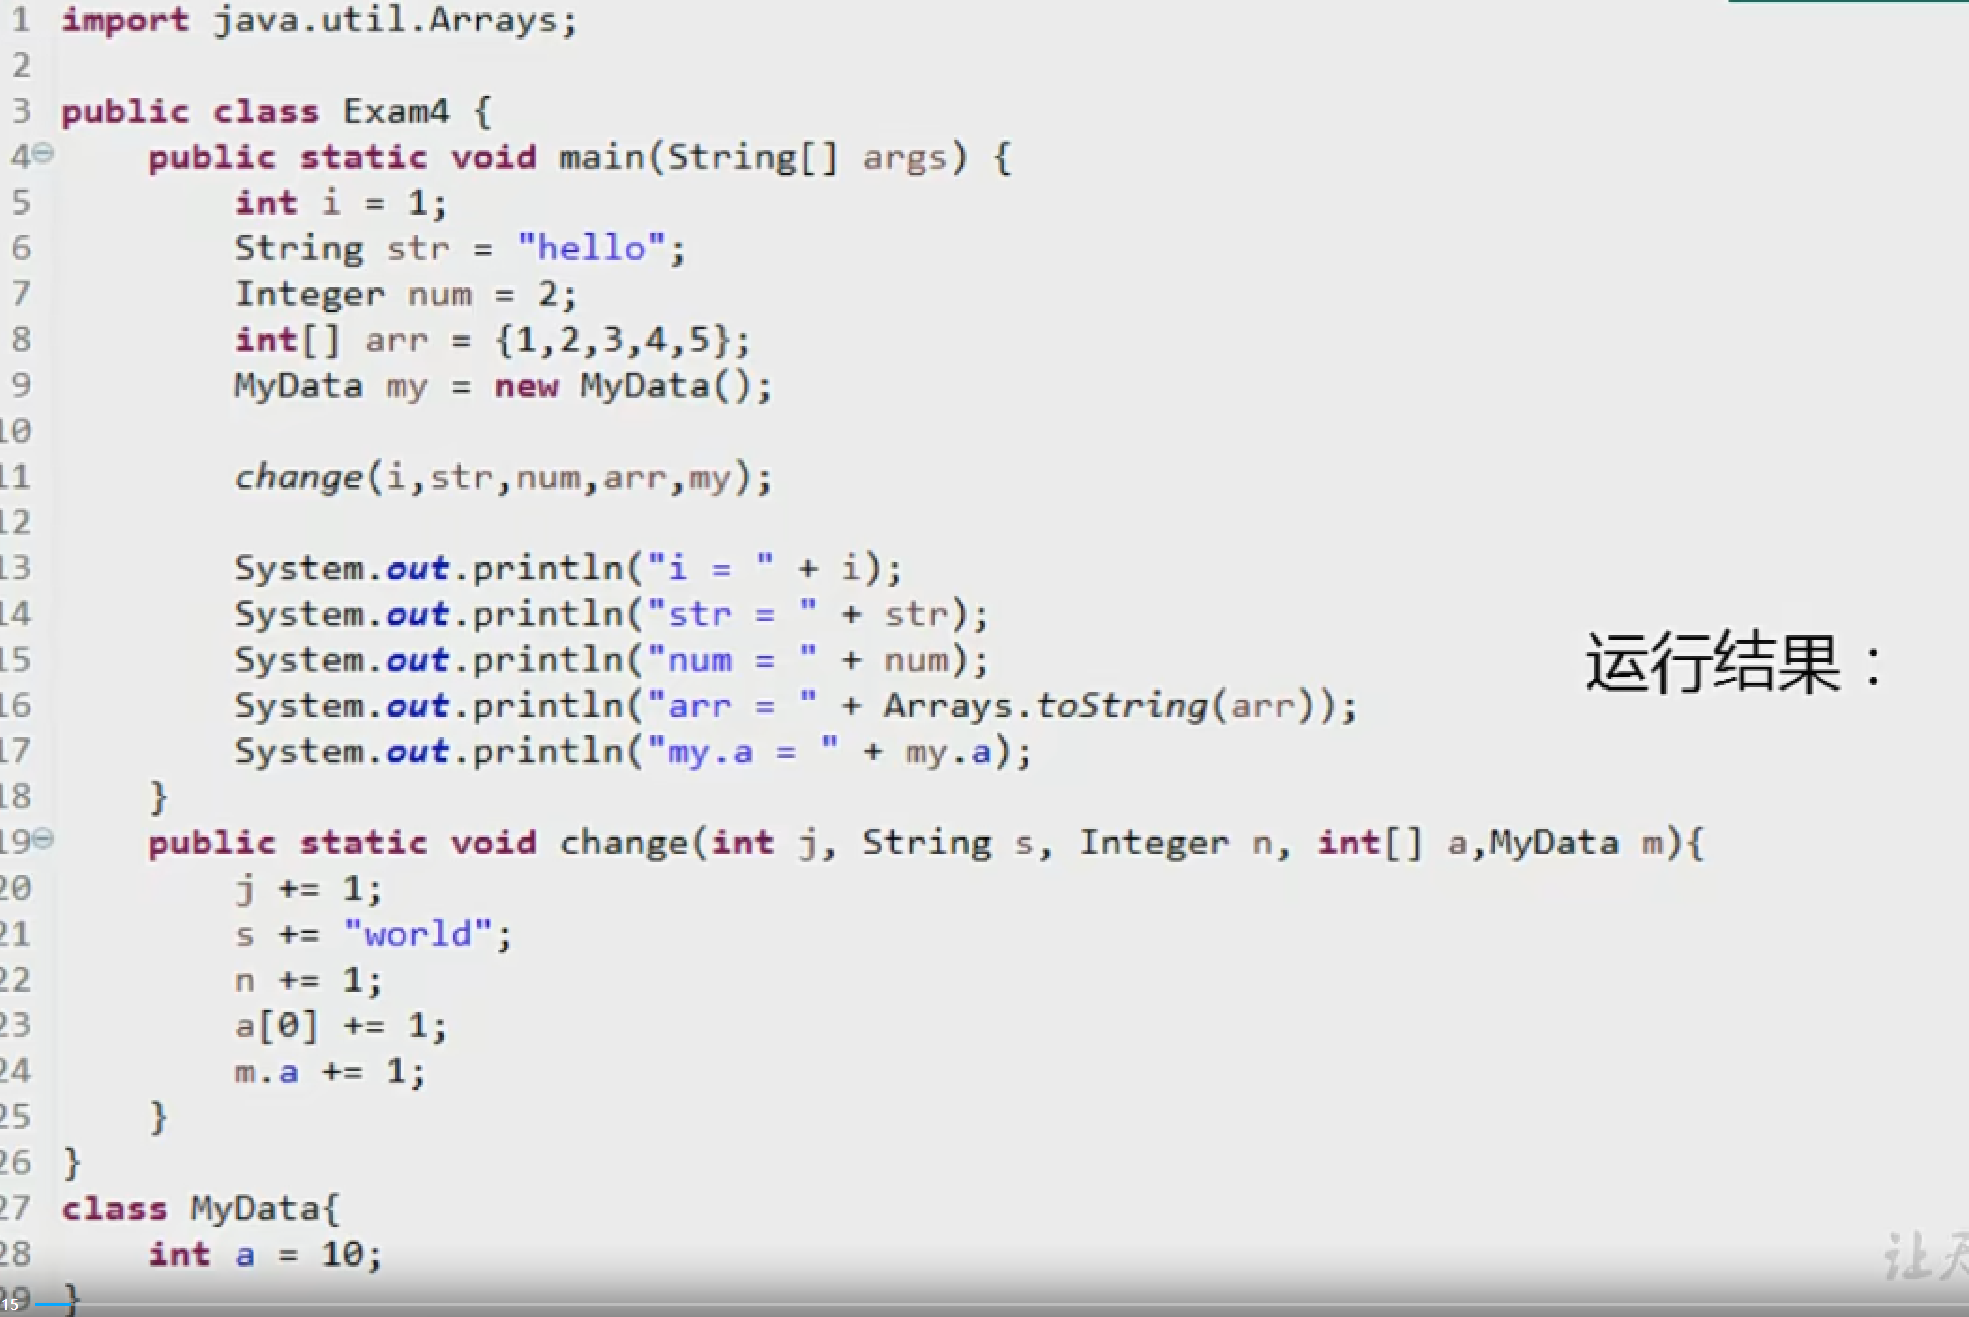 1 import java.util.Arrays;
2
3 public class Exam4 {
4 public static void main(String[] args) {
5 int i = 1;
6 String str = "hello";
7 Integer num = 2;
8 int[] arr = {1,2,3,4,5};
9 MyData my = new MyData();
10
11 change(i,str,num,arr,my);
12
13 System.out.println("i = " + i);
14 System.out.println("str = " + str);
15 System.out.println("num = " + num);
16 System.out.println("arr = " + Arrays.toString(arr));
17 System.out.println("my.a = " + my.a);
18 }
19 public static void change(int j, String s, Integer n, int[] a,MyData m){
20 j += 1;
21 s += "world";
22 n += 1;
23 a[0] += 1;
24 m.a += 1;
25 }
26 }
27 class MyData{
28 int a = 10;
29 }
运行结果：
让天
15